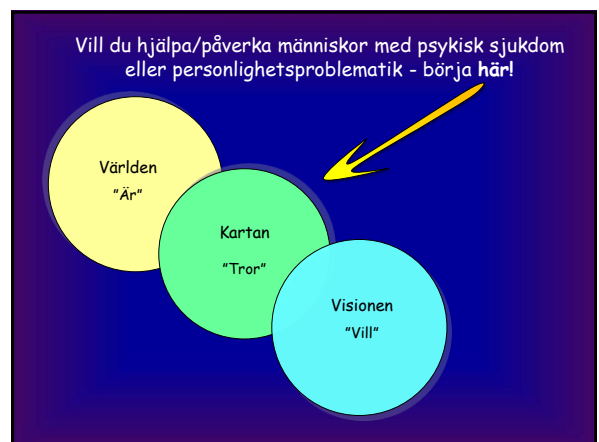 Vill du hjälpa/påverka människor med psykisk sjukdom
eller personlighetsproblematik - börja här!
Världen
”Är”
Kartan
”Tror”
Visionen
”Vill”